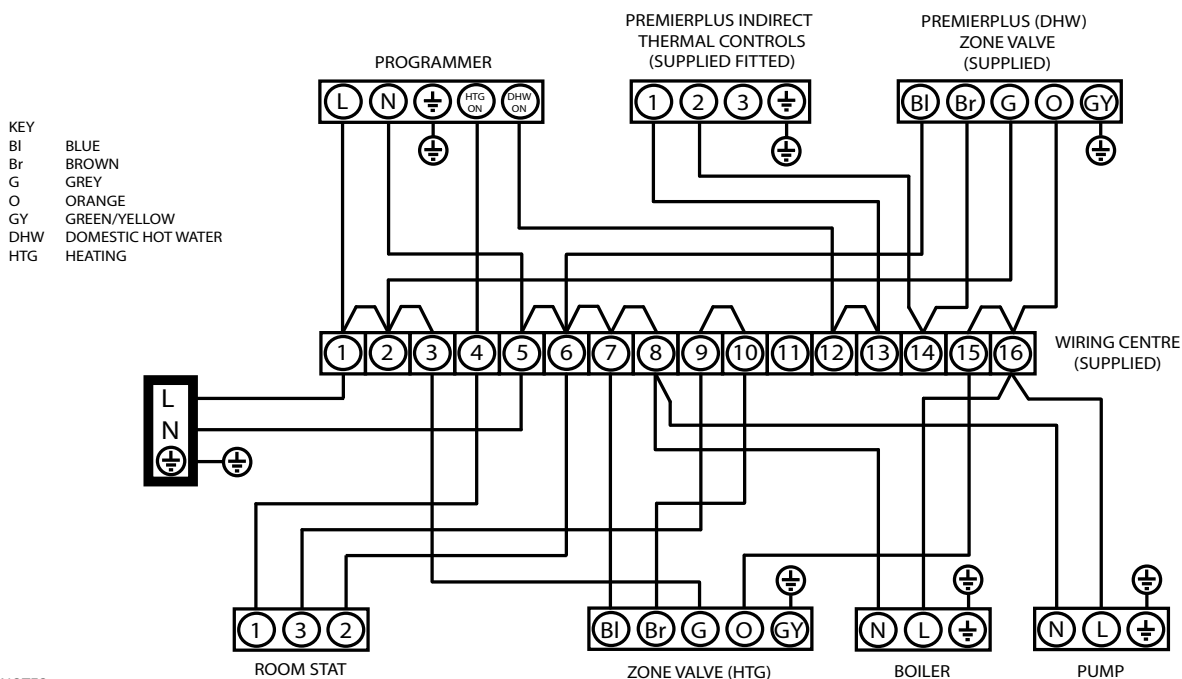 PREMIERPLUS INDIRECT
THERMAL CONTROLS
(SUPPLIED FITTED)
PREMIERPLUS (DHW)
ZONE VALVE
(SUPPLIED)
PROGRAMMER
L N HTG ON DHW ON
1 2 3
Bl Br G O GY
KEY
Bl BLUE
Br BROWN
G GREY
O ORANGE
GY GREEN/YELLOW
DHW DOMESTIC HOT WATER
HTG HEATING
1 2 3 4 5 6 7 8 9 10 11 12 13 14 15 16
WIRING CENTRE
(SUPPLIED)
L
N
1 3 2
ROOM STAT
Bl Br G O GY
ZONE VALVE (HTG)
N L
BOILER
N L
PUMP